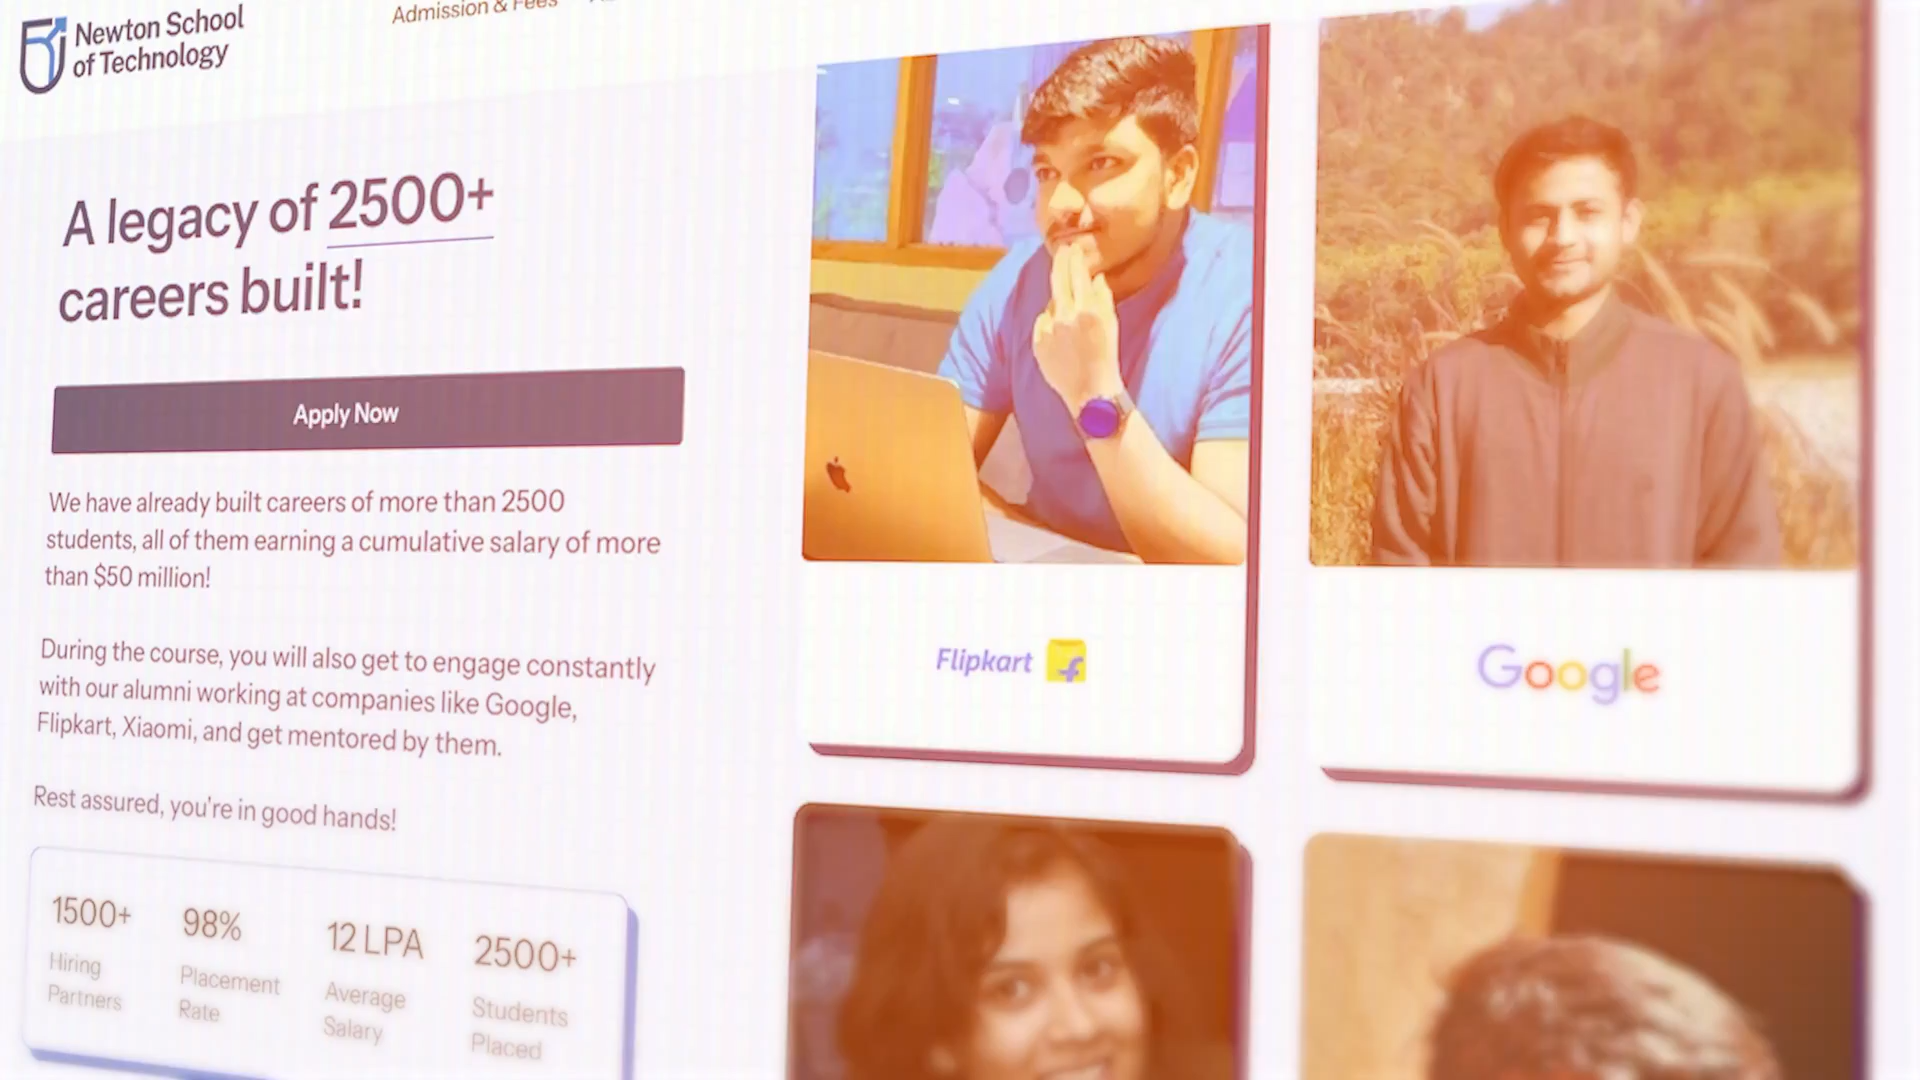 Newton School
of Technology
Admission & Fees
A legacy of 2500+
careers built!
Apply Now
We have already built careers of more than 2500
students, all of them earning a cumulative salary of more
than $50 million!
During the course, you will also get to engage constantly
with our alumni working at companies like Google,
Flipkart, Xiaomi, and get mentored by them.
Rest assured, you're in good hands!
1500+
Hiring
Partners
98%
Placement
Rate
12 LPA
Average
Salary
2500+
Students
Placed
Flipkart
Google